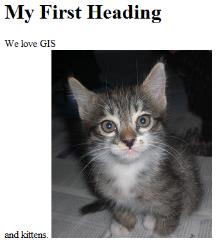 My First Heading
We love GIS
and kittens.